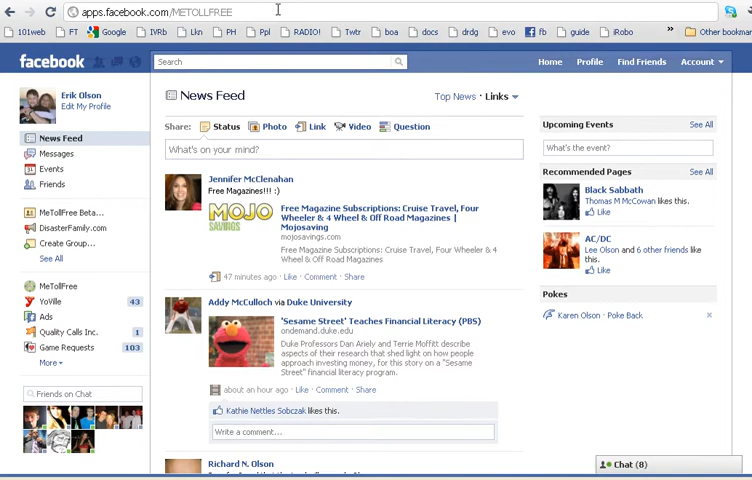 apps.facebook.com/METOLLFREE
101web FT Google IVRb Lkn PH Ppl RADIO! Twtr boa docs drdg evo fb guide iRobo » Other bookmar
facebook Search Home Profile Find Friends Account
Erik Olson
Edit My Profile
News Feed
Messages
Events
Friends
MeTollFree Beta...
DisasterFamily.com
Create Group...
See All
MeTollFree
YoVille 43
Ads
Quality Calls Inc. 1
Game Requests 103
More
Friends on Chat
News Feed Top News · Links
Share: Status Photo Link Video Question
What's on your mind?
Jennifer McClenahan
Free Magazines!!! :)
MOJO
SAVINGS
Free Magazine Subscriptions: Cruise Travel, Four
Wheeler & 4 Wheel & Off Road Magazines |
Mojosaving
mojosavings.com
Free Magazine Subscriptions: Cruise Travel, Four Wheeler & 4
Wheel & Off Road Magazines
47 minutes ago · Like · Comment · Share
Addy McCulloch via Duke University
'Sesame Street' Teaches Financial Literacy (PBS)
ondemand.duke.edu
Duke Professors Dan Ariely and Terrie Moffitt describe
aspects of their research that shed light on how people
approach investing money, for this story on a "Sesame
Street" financial literacy program.
about an hour ago · Like · Comment · Share
Kathie Nettles Sobczak likes this.
Write a comment...
Richard N. Olson
Upcoming Events See All
What's the event?
Recommended Pages See All
Black Sabbath
Thomas M McCowan likes this.
Like
AC/DC
Lee Olson and 6 other friends like
this.
Like
Pokes
Karen Olson · Poke Back
Chat (8)